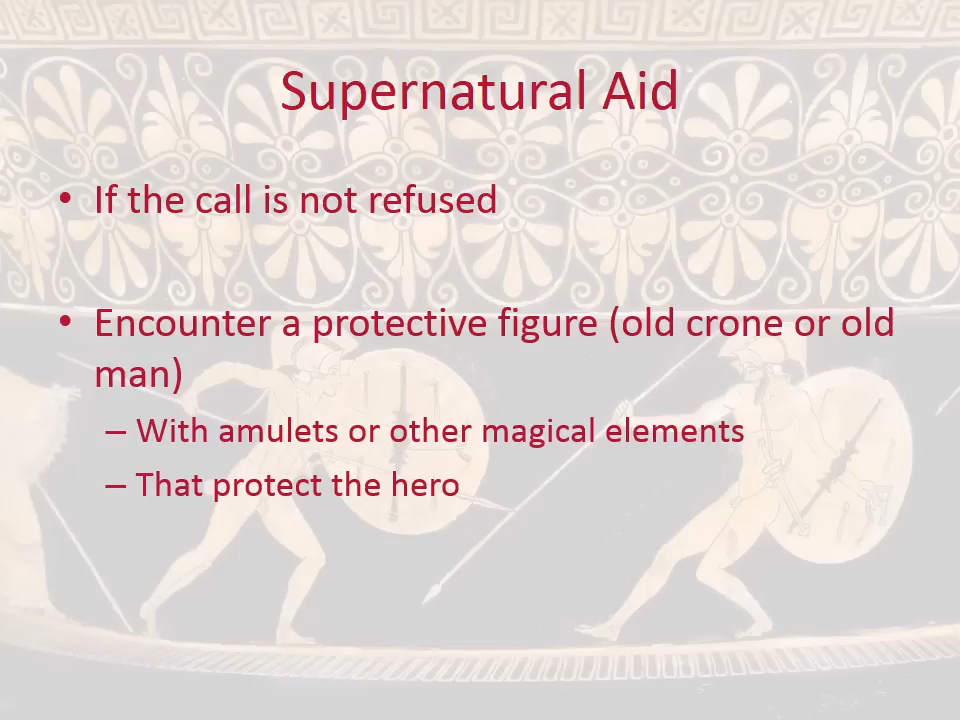 Supernatural Aid
• If the call is not refused
• Encounter a protective figure (old crone or old
man)
– With amulets or other magical elements
– That protect the hero